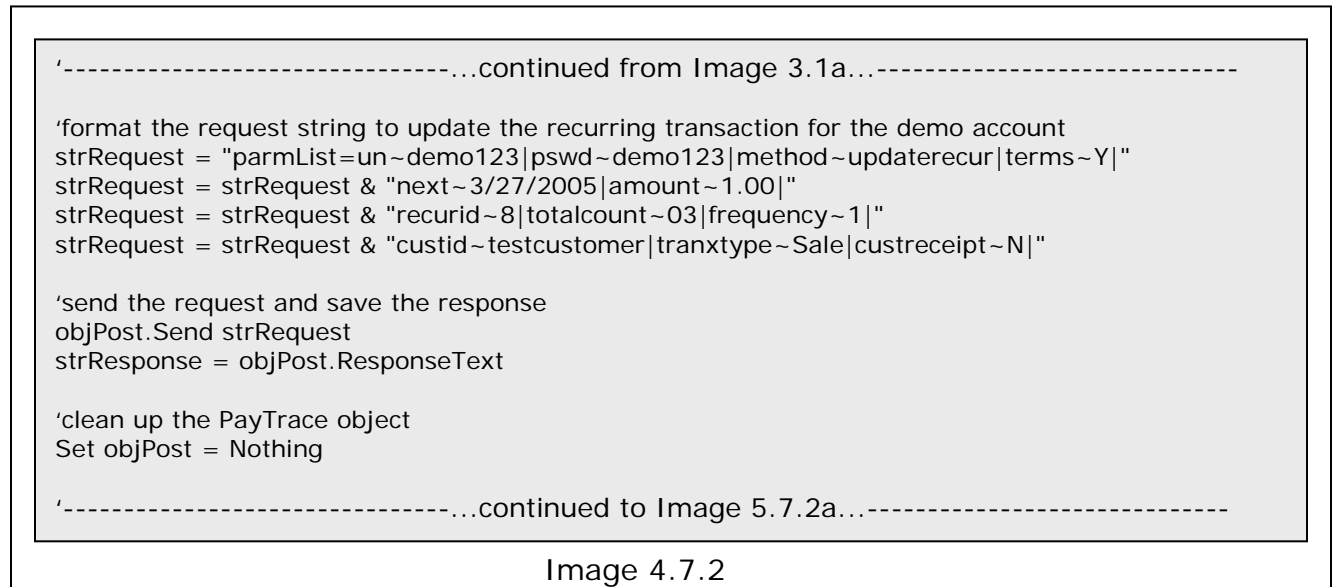 ‘--------------------------------...continued from Image 3.1a...------------------------------
‘format the request string to update the recurring transaction for the demo account
strRequest = "parmList=un~demo123|pswd~demo123|method~updaterecur|terms~Y|"
strRequest = strRequest & "next~3/27/2005|amount~1.00|"
strRequest = strRequest & "recurid~8|totalcount~03|frequency~1|"
strRequest = strRequest & "custid~testcustomer|tranxtype~Sale|custreceipt~N|"
‘send the request and save the response
objPost.Send strRequest
strResponse = objPost.ResponseText
‘clean up the PayTrace object
Set objPost = Nothing
‘--------------------------------...continued to Image 5.7.2a...------------------------------
Image 4.7.2